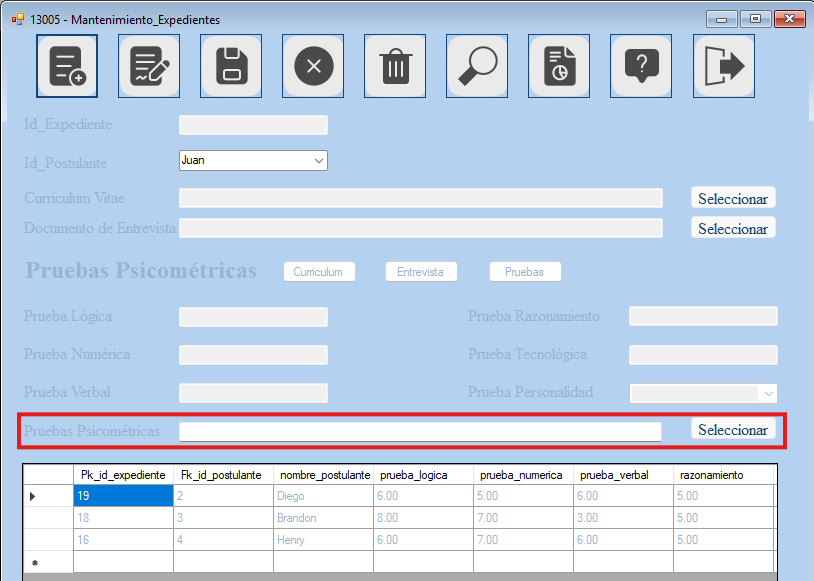 13005 - Mantenimiento_Expedientes
Id_Expediente
Id_Postulante Juan
Curriculum Vitae Seleccionar
Documento de Entrevista Seleccionar
Pruebas Psicométricas Curriculum Entrevista Pruebas
Prueba Lógica Prueba Razonamiento
Prueba Numérica Prueba Tecnológica
Prueba Verbal Prueba Personalidad
Pruebas Psicométricas Seleccionar
Pk_id_expediente Fk_id_postulante nombre_postulante prueba_logica prueba_numerica prueba_verbal razonamiento
19 2 Diego 6.00 5.00 6.00 5.00
18 3 Brandon 8.00 7.00 3.00 5.00
16 4 Henry 6.00 7.00 6.00 5.00